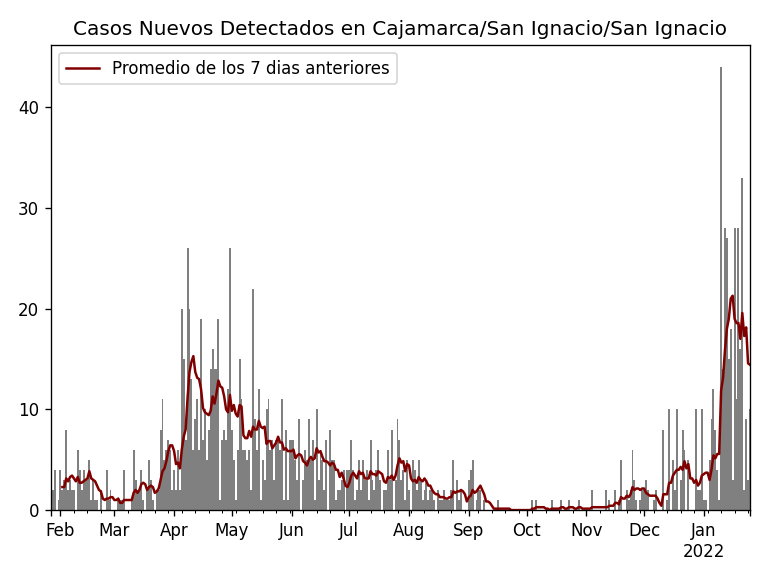 Casos Nuevos Detectados en Cajamarca/San Ignacio/San Ignacio
Promedio de los 7 dias anteriores
40
30
20
10
0
Feb Mar Apr May Jun Jul Aug Sep Oct Nov Dec Jan
2022